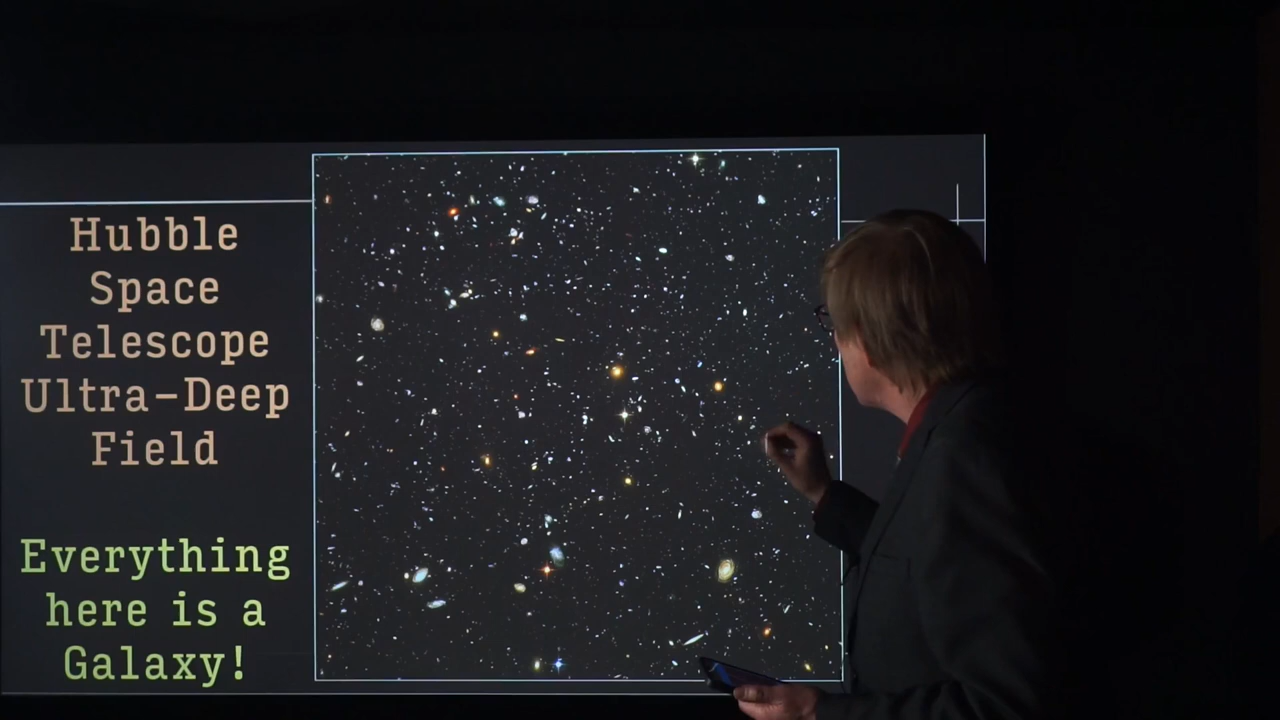 Hubble
Space
Telescope
Ultra-Deep
Field
Everything
here is a
Galaxy!